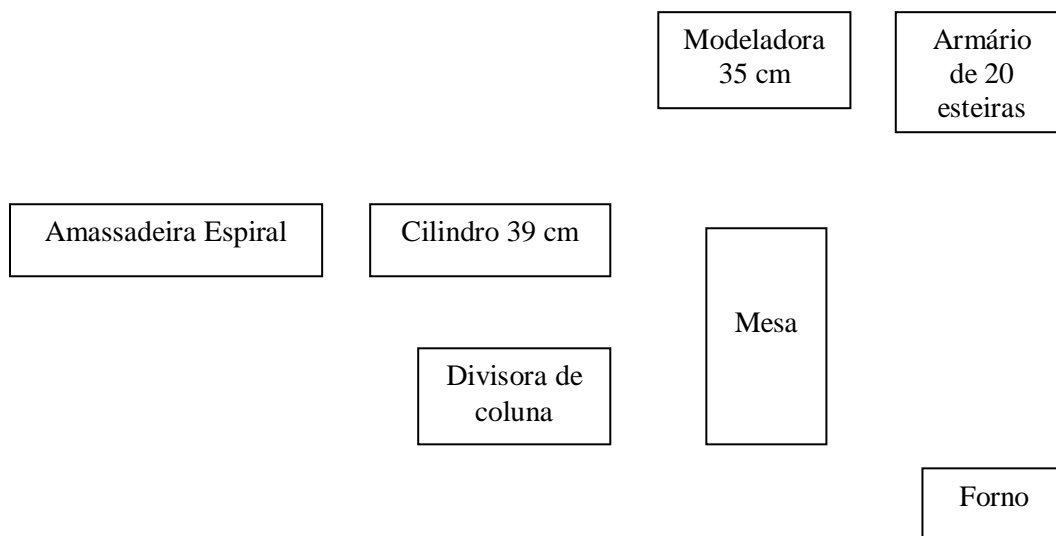 Modeladora
35 cm
Armário
de 20
esteiras
Amassadeira Espiral
Cilindro 39 cm
Mesa
Divisora de
coluna
Forno